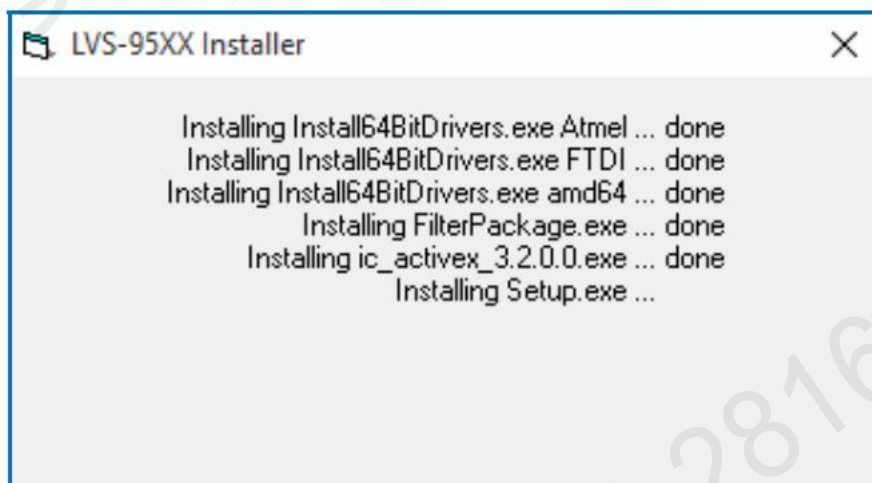 LVS-95XX Installer
Installing Install64BitDrivers.exe Atmel ... done
Installing Install64BitDrivers.exe FTDI ... done
Installing Install64BitDrivers.exe amd64 ... done
Installing FilterPackage.exe ... done
Installing ic_activex_3.2.0.0.exe ... done
Installing Setup.exe ...
2816